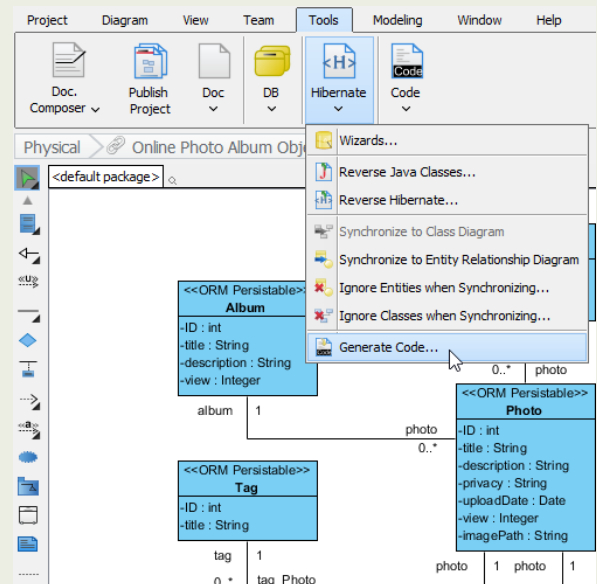 Project Diagram View Team Tools Modeling Window Help
<H>
Code
Doc. Composer
Publish Project
Doc
DB
Hibernate
Code
Physical
Online Photo Album Obj
Wizards...
Reverse Java Classes...
Reverse Hibernate...
Synchronize to Class Diagram
Synchronize to Entity Relationship Diagram
Ignore Entities when Synchronizing...
Ignore Classes when Synchronizing...
Generate Code...
<default package>
<<ORM Persistable>>
Album
-ID : int
-title : String
-description : String
-view : Integer
album 1
photo
0..*
0..* photo
<<ORM Persistable>>
Photo
-ID : int
-title : String
-description : String
-privacy : String
-uploadDate : Date
-view : Integer
-imagePath : String
photo 1 photo 1
<<ORM Persistable>>
Tag
-ID : int
-title : String
tag 1
0..* tag_Photo
«U»
«a»